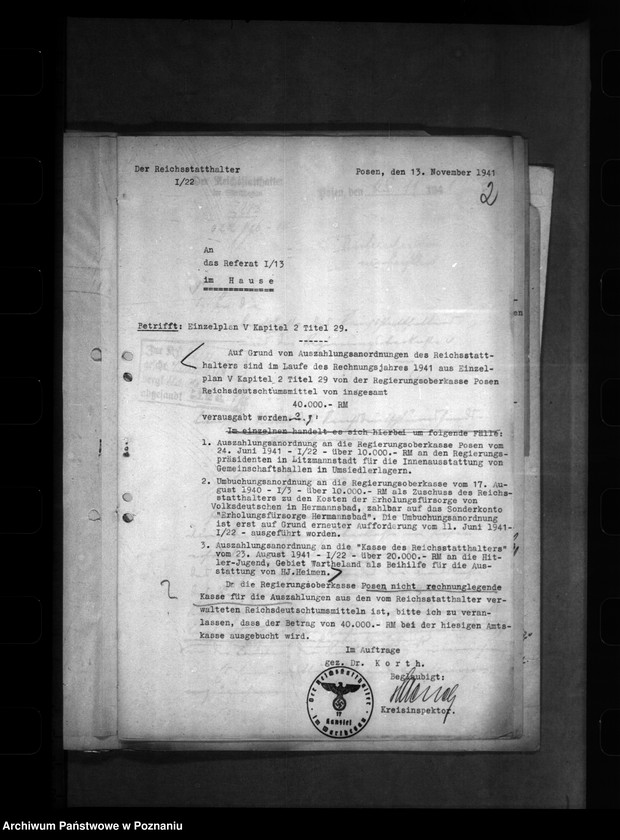 Der Reichsstatthalter
I/22
Posen, den 13. November 1941
2
An
das Referat I/13
im Hause
Betrifft: Einzelplan V Kapitel 2 Titel 29.
Auf Grund von Auszahlungsanordnungen des Reichsstatt-
halters sind im Laufe des Rechnungsjahres 1941 aus Einzel-
plan V Kapitel 2 Titel 29 von der Regierungsoberkasse Posen
Reichsdeutschtumsmittel von insgesamt
40.000.- RM
verausgabt worden.
Im einzelnen handelt es sich hierbei um folgende Fälle:
1. Auszahlungsanordnung an die Regierungsoberkasse Posen vom
24. Juni 1941 - I/22 - über 10.000.- RM an den Regierungs-
präsidenten in Litzmannstadt für die Innenausstattung von
Gemeinschaftshallen in Umsiedlerlagern.
2. Umbuchungsanordnung an die Regierungsoberkasse vom 17. Au-
gust 1940 - I/3 - über 10.000.- RM als Zuschuss des Reichs-
statthalters zu den Kosten der Erholungsfürsorge von
Volksdeutschen in Hermannsbad, zahlbar auf das Sonderkonto
"Erholungsfürsorge Hermannsbad". Die Umbuchungsanordnung
ist erst auf Grund erneuter Aufforderung vom 11. Juni 1941-
I/22 - ausgeführt worden.
3. Auszahlungsanordnung an die "Kasse des Reichsstatthalters"
vom 23. August 1941 - I/22 - über 20.000.- RM an die Hit-
ler-Jugend, Gebiet Wartheland als Beihilfe für die Aus-
stattung von HJ.Heimen.
Da die Regierungsoberkasse Posen nicht rechnunglegende
Kasse für die Auszahlungen aus den vom Reichsstatthalter ver-
walteten Reichsdeutschtumsmitteln ist, bitte ich zu veran-
lassen, dass der Betrag von 40.000.- RM bei der hiesigen Amts-
kasse ausgebucht wird.
Im Auftrage
gez. Dr. Korth.
Beglaubigt:
Kreisinspektor.
Der Reichsstatthalter
17
Kanzlei
im Wartheland
Archiwum Państwowe w Poznaniu